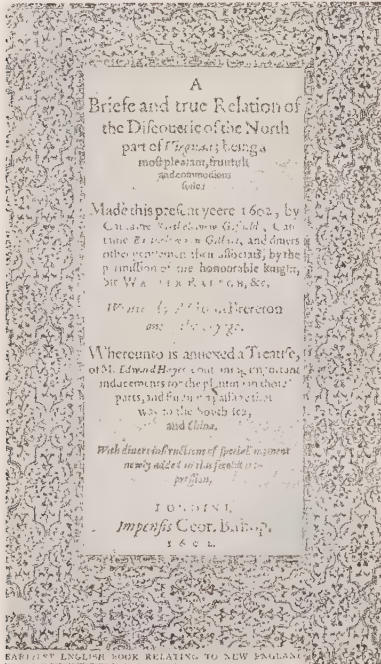 A
Briefe and true Relation of
the Discouerie of the North
part of Virginia; being a
most pleasant, fruitfull
and commodious
soile:
Made this present yeere 1602, by
Captaine Bartholomew Gosnold, Cap-
taine Bartholomew Gilbert, and diuers
other gentlemen their associats, by the
permission of the honourable knight,
Sir WALTER RALEGH, &c.
Brereton
Whereunto is annexed a Treatise,
of M. Edward Hayes, containing important
inducements for the planting in those
parts, and finding a passage that
way to the South sea,
and China.
With diuers instructions of speciall moment
newly added in this second im-
pression.
LONDINI,
Impensis Geor. Bishop.
1602.
EARLIEST ENGLISH BOOK RELATING TO NEW ENGLAND